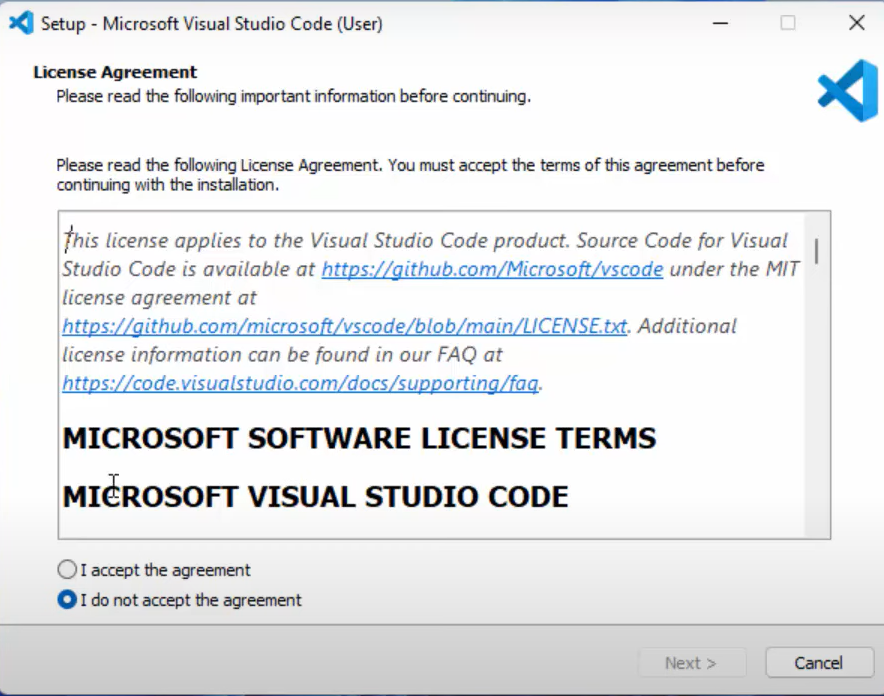 Setup - Microsoft Visual Studio Code (User)
License Agreement
Please read the following important information before continuing.
Please read the following License Agreement. You must accept the terms of this agreement before
continuing with the installation.
This license applies to the Visual Studio Code product. Source Code for Visual
Studio Code is available at https://github.com/Microsoft/vscode under the MIT
license agreement at
https://github.com/microsoft/vscode/blob/main/LICENSE.txt. Additional
license information can be found in our FAQ at
https://code.visualstudio.com/docs/supporting/faq.
MICROSOFT SOFTWARE LICENSE TERMS
MICROSOFT VISUAL STUDIO CODE
I accept the agreement
I do not accept the agreement
Next >
Cancel